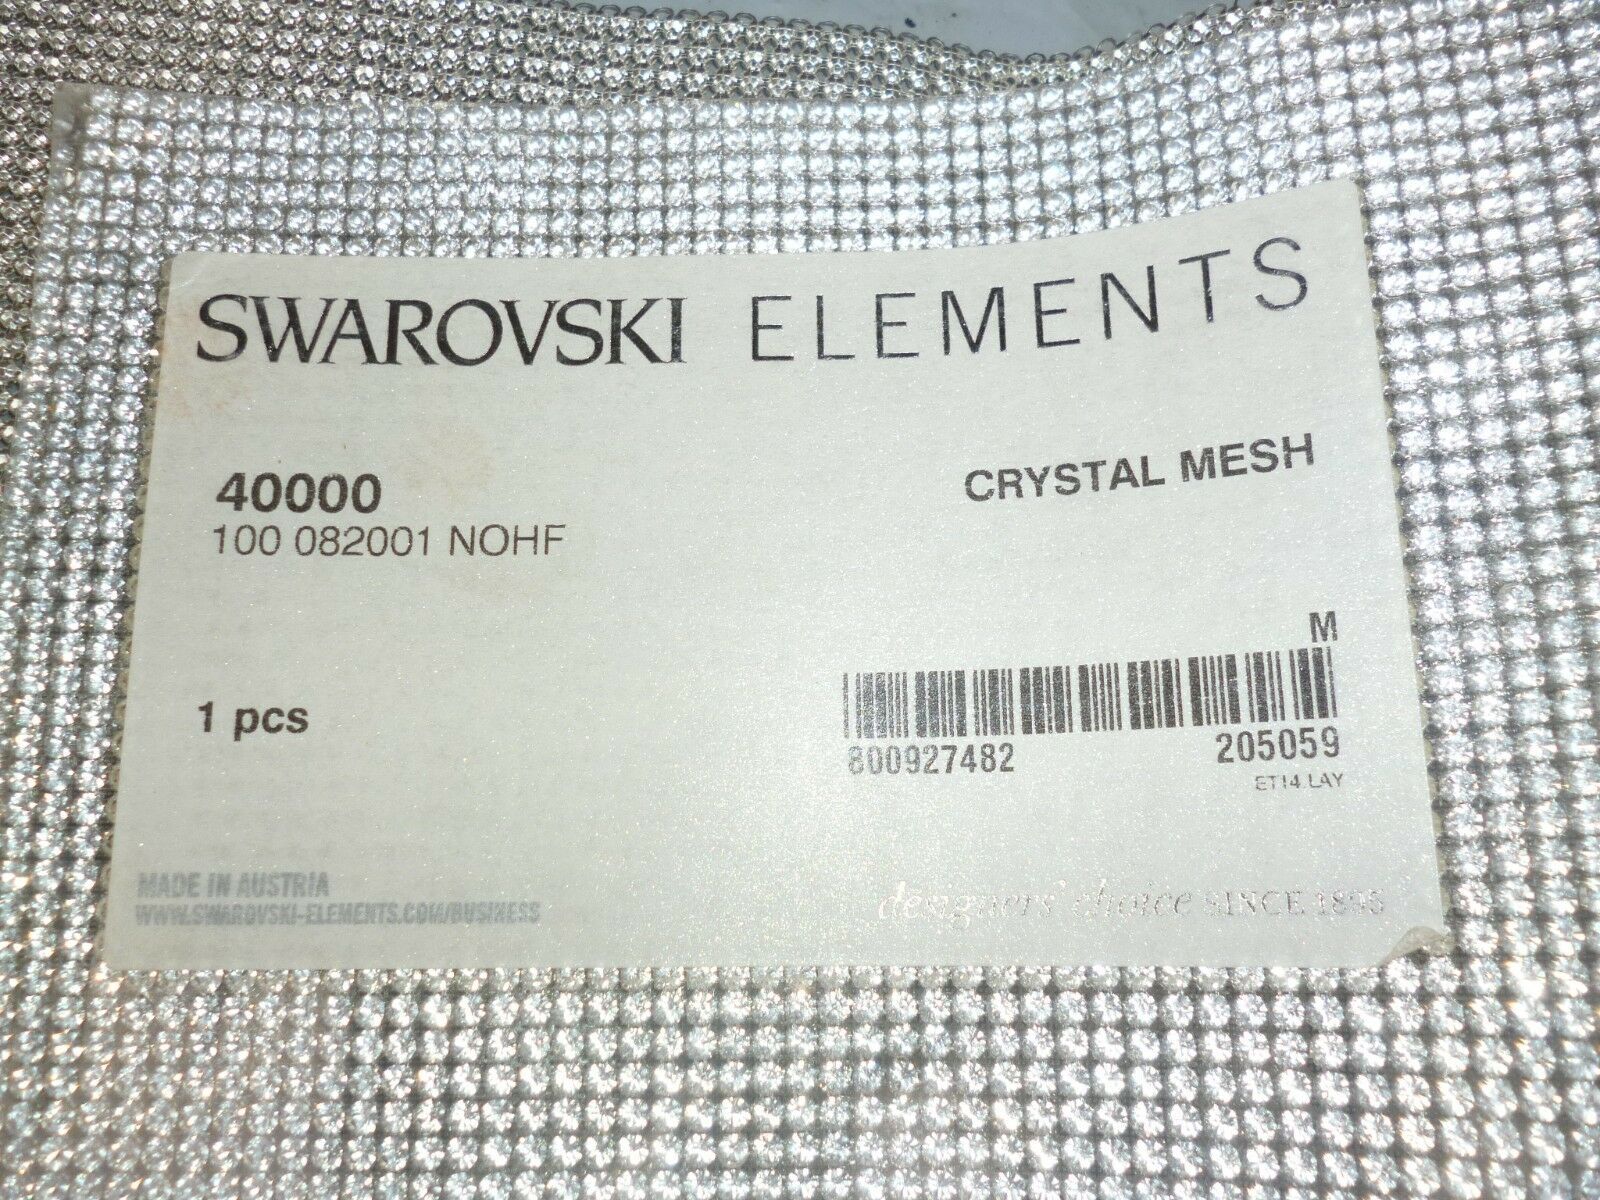 SWAROVSKI ELEMENTS
40000
CRYSTAL MESH
100 082001 NOHF
M
1 pcs
800927482 205059
ET14.LAY
MADE IN AUSTRIA
WWW.SWAROVSKI-ELEMENTS.COM/BUSINESS
designers' choice SINCE 1895